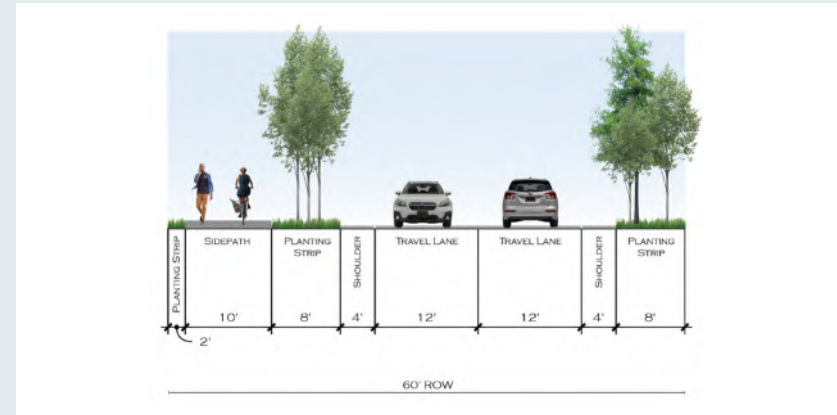 PLANTING STRIP
SIDEPATH
PLANTING
STRIP
SHOULDER
TRAVEL LANE
TRAVEL LANE
SHOULDER
PLANTING
STRIP
10'
8'
4'
12'
12'
4'
8'
2'
60' ROW